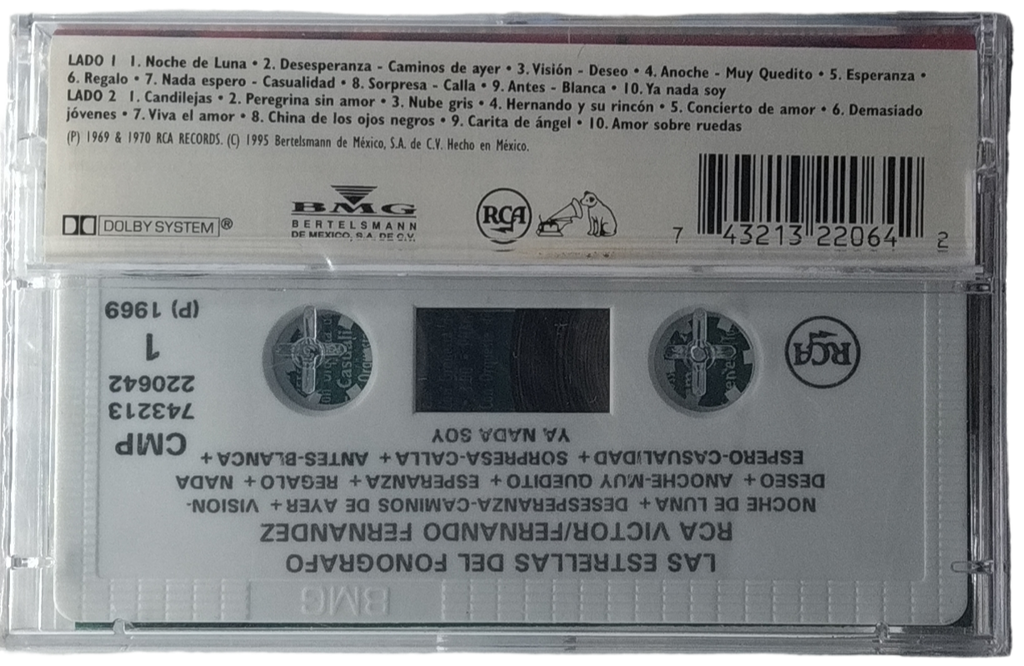 LADO 1 1. Noche de Luna • 2. Desesperanza - Caminos de ayer • 3. Visión - Deseo • 4. Anoche - Muy Quedito • 5. Esperanza •
6. Regalo • 7. Nada espero - Casualidad • 8. Sorpresa - Calla • 9. Antes - Blanca • 10. Ya nada soy
LADO 2 1. Candilejas • 2. Peregrina sin amor • 3. Nube gris • 4. Hernando y su rincón • 5. Concierto de amor • 6. Demasiado
jóvenes • 7. Viva el amor • 8. China de los ojos negros • 9. Carita de ángel • 10. Amor sobre ruedas
(P) 1969 & 1970 RCA RECORDS. (C) 1995 Bertelsmann de México, S.A. de C.V. Hecho en México.
DOLBY SYSTEM ®
BMG
BERTELSMANN
DE MEXICO, S.A. DE C.V.
RCA
7 43213 22064 2
BMG
LAS ESTRELLAS DEL FONOGRAFO
RCA VICTOR/FERNANDO FERNANDEZ
NOCHE DE LUNA + DESESPERANZA-CAMINOS DE AYER + VISION-
DESEO + ANOCHE-MUY QUEDITO + ESPERANZA + REGALO + NADA
ESPERO-CASUALIDAD + SORPRESA-CALLA + ANTES-BLANCA +
YA NADA SOY
CMP
743213
220642
1
(P) 1969
RCA